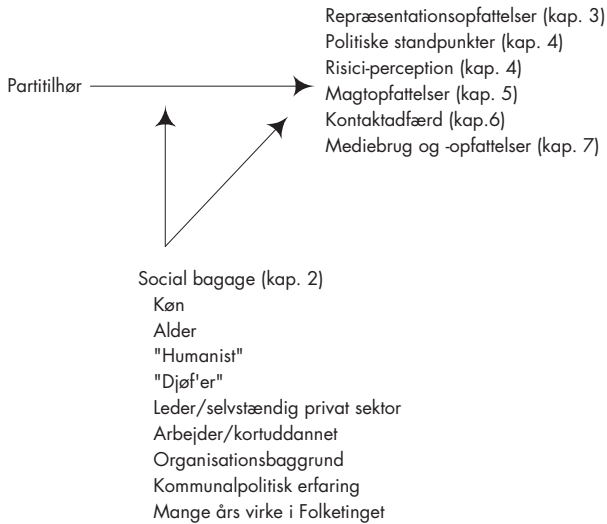 Repræsentationsopfattelser (kap. 3)
Politiske standpunkter (kap. 4)
Risici-perception (kap. 4)
Partitilhør
Magtopfattelser (kap. 5)
Kontaktadfærd (kap.6)
Mediebrug og -opfattelser (kap. 7)
Social bagage (kap. 2)
Køn
Alder
"Humanist"
"Djøf'er"
Leder/selvstændig privat sektor
Arbejder/kortuddannet
Organisationsbaggrund
Kommunalpolitisk erfaring
Mange års virke i Folketinget